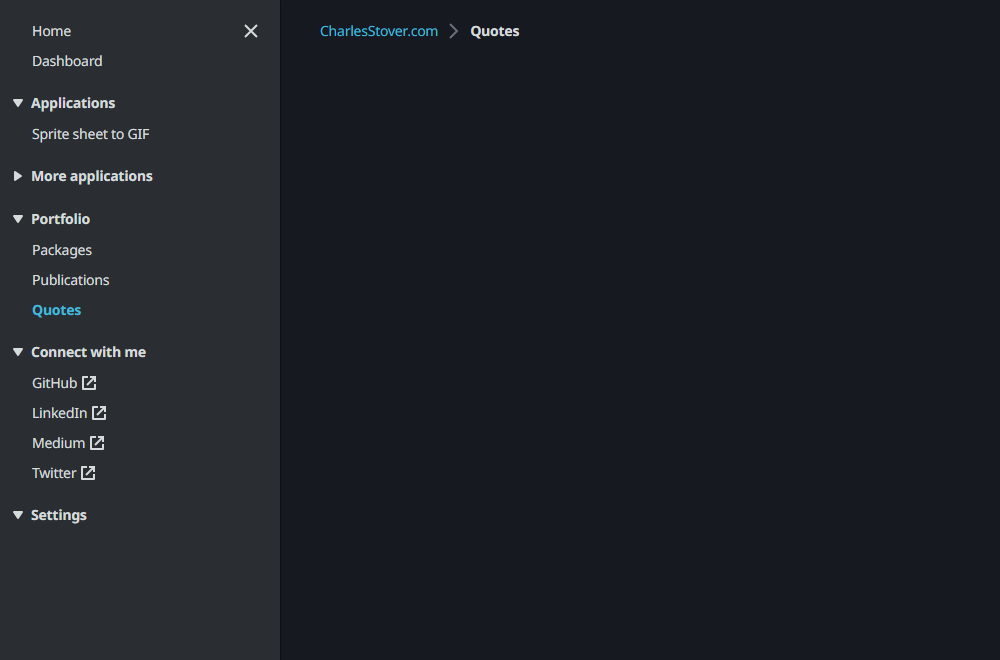 Home
Dashboard
Applications
Sprite sheet to GIF
More applications
Portfolio
Packages
Publications
Quotes
Connect with me
GitHub
LinkedIn
Medium
Twitter
Settings
CharlesStover.com > Quotes